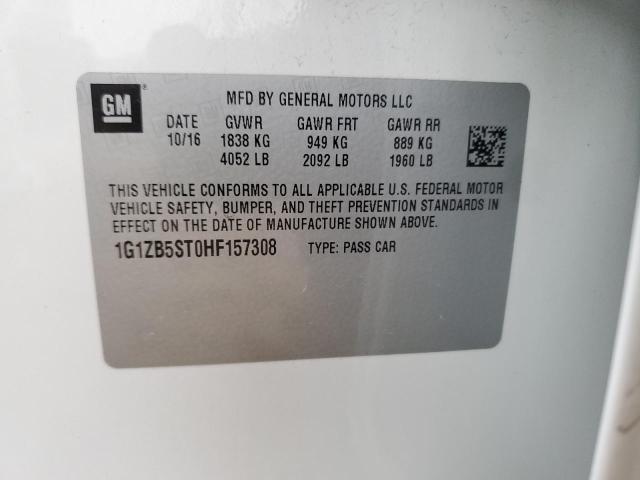 GM®
MFD BY GENERAL MOTORS LLC
DATE GVWR GAWR FRT GAWR RR
10/16 1838 KG 949 KG 889 KG
4052 LB 2092 LB 1960 LB
THIS VEHICLE CONFORMS TO ALL APPLICABLE U.S. FEDERAL MOTOR
VEHICLE SAFETY, BUMPER, AND THEFT PREVENTION STANDARDS IN
EFFECT ON THE DATE OF MANUFACTURE SHOWN ABOVE.
1G1ZB5ST0HF157308 TYPE: PASS CAR